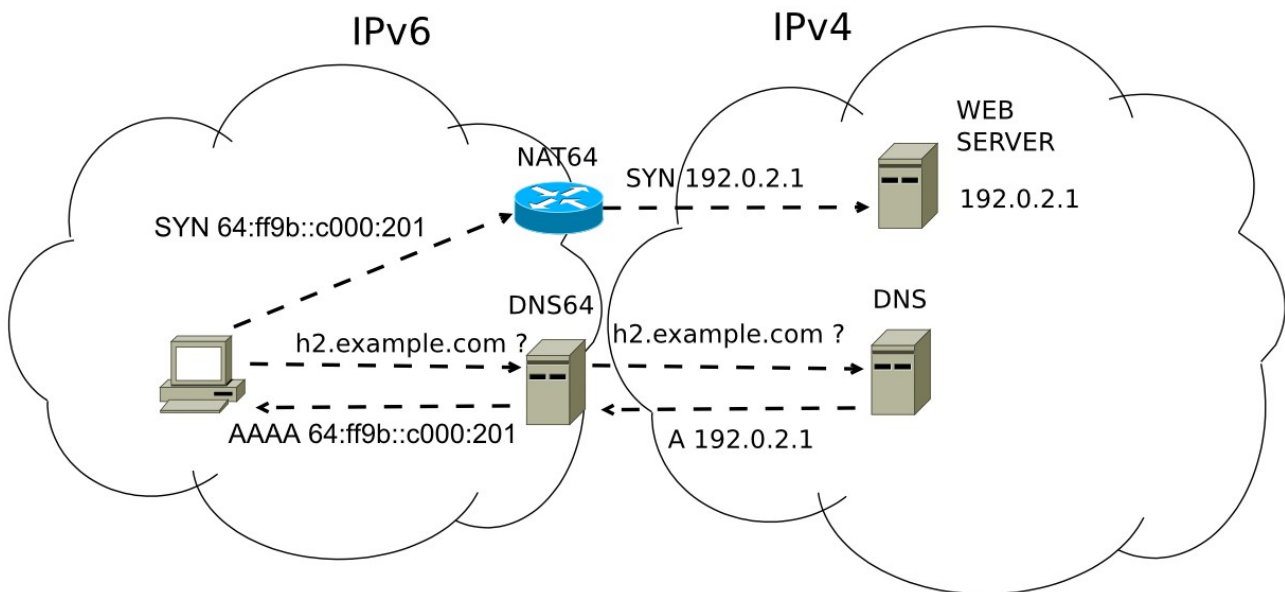 IPv6
IPv4
WEB
SERVER
NAT64
SYN 192.0.2.1
192.0.2.1
SYN 64:ff9b::c000:201
DNS64
DNS
h2.example.com ?
h2.example.com ?
AAAA 64:ff9b::c000:201
A 192.0.2.1